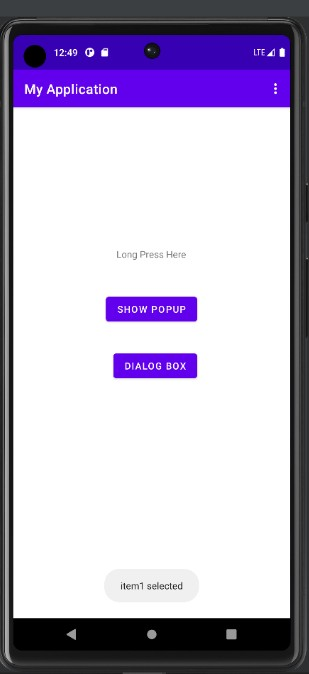 12:49 LTE
My Application
Long Press Here
SHOW POPUP
DIALOG BOX
item1 selected